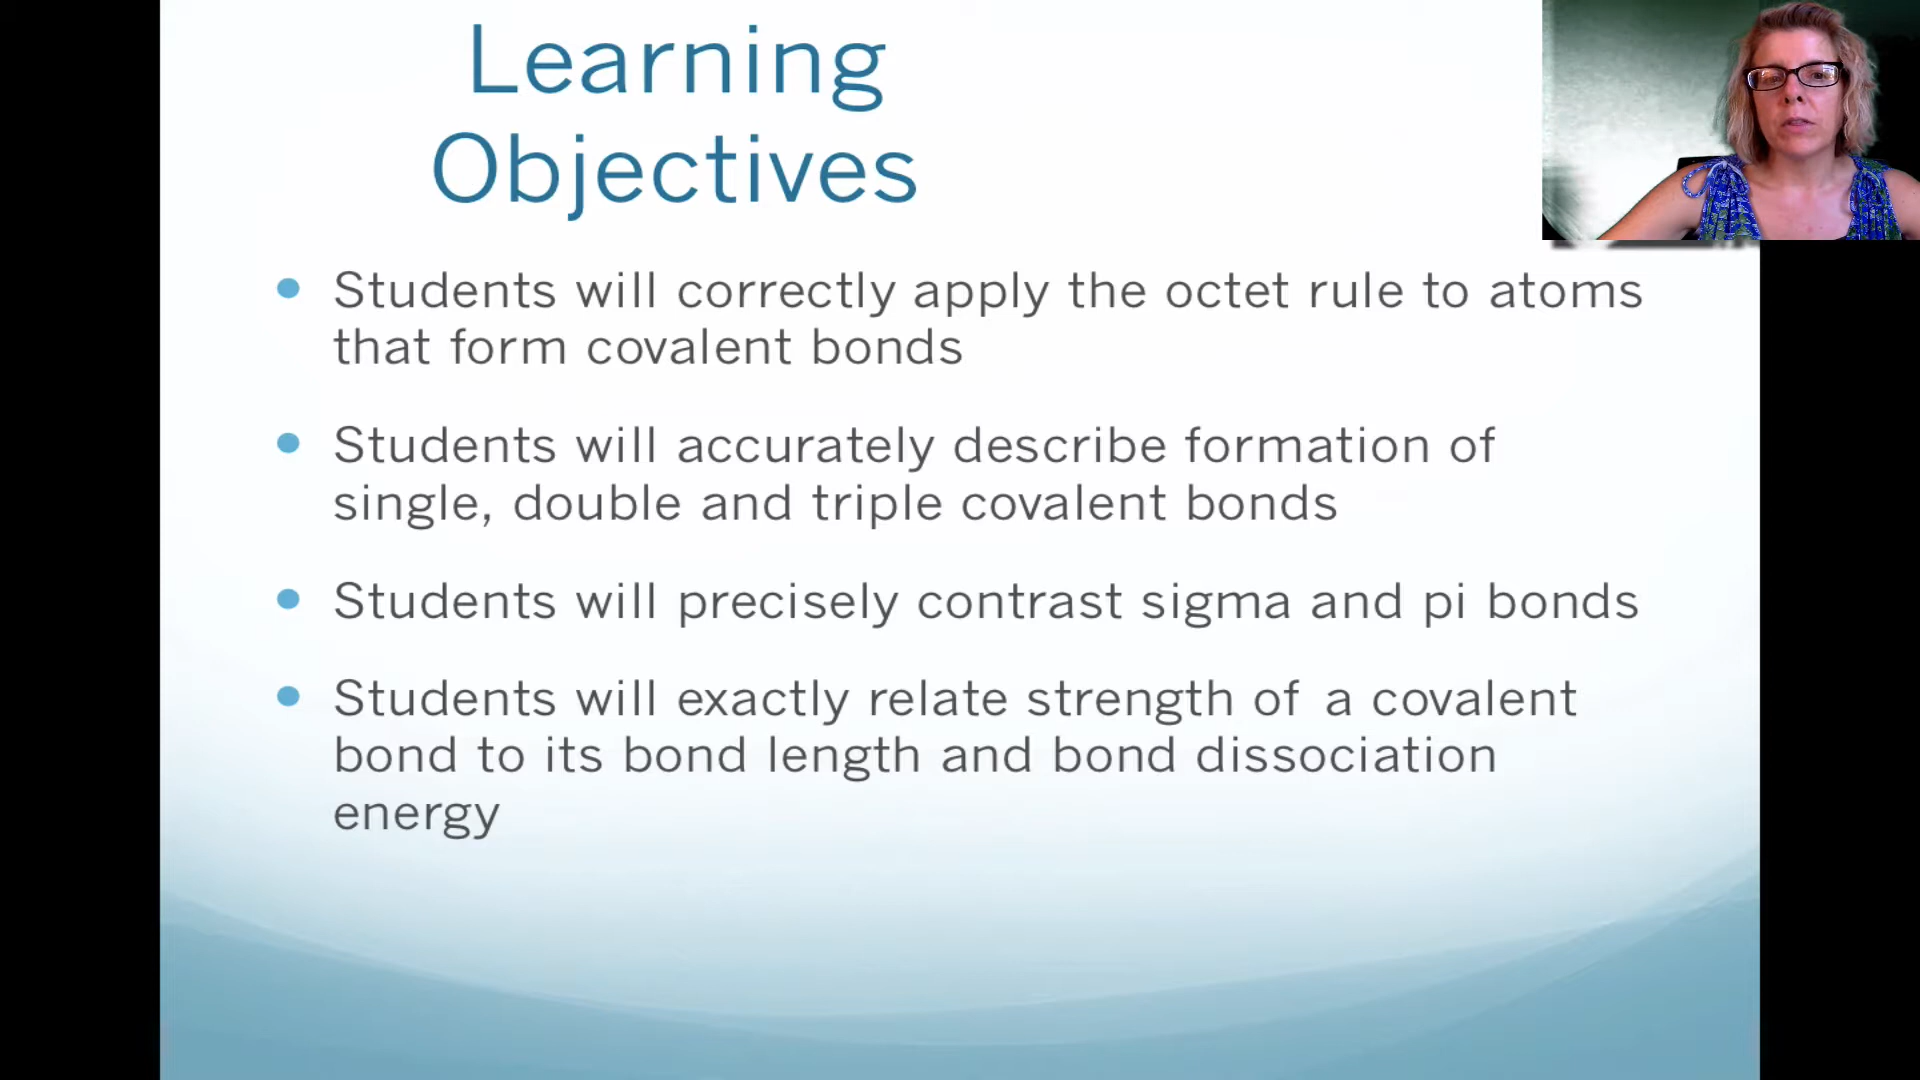 Learning
Objectives
Students will correctly apply the octet rule to atoms
that form covalent bonds
Students will accurately describe formation of
single, double and triple covalent bonds
Students will precisely contrast sigma and pi bonds
Students will exactly relate strength of a covalent
bond to its bond length and bond dissociation
energy